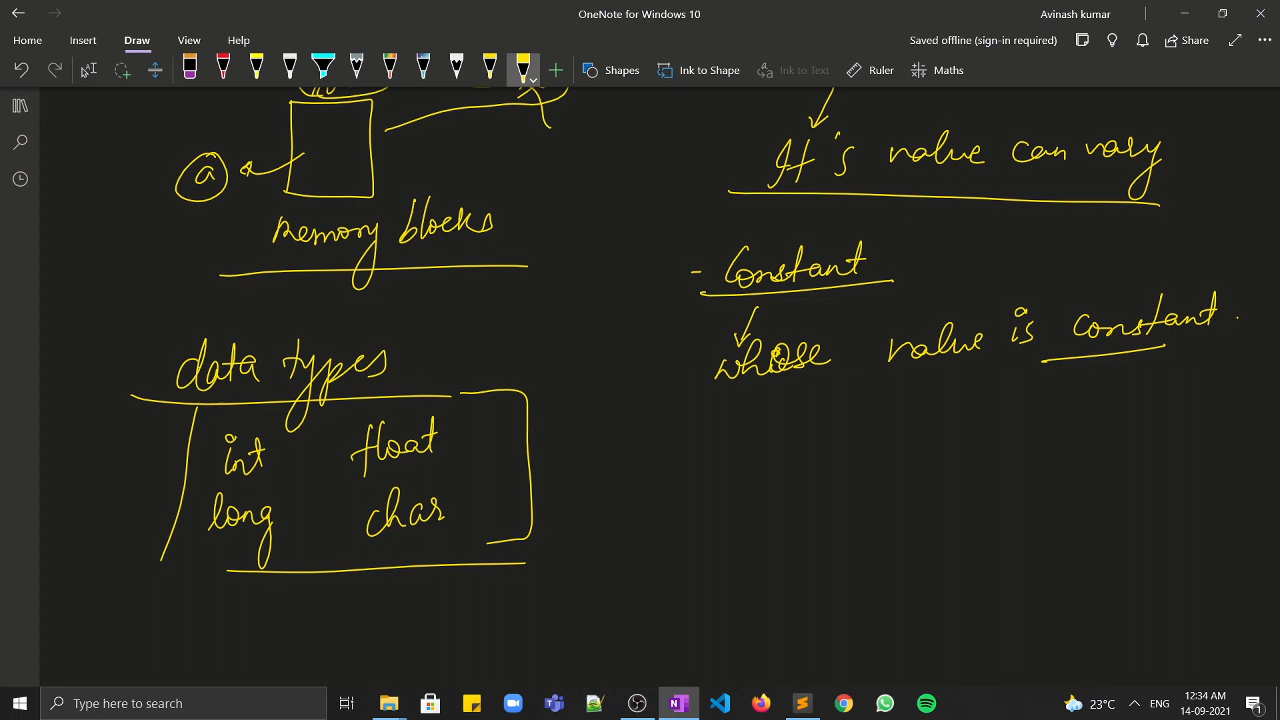 OneNote for Windows 10
Avinash kumar
Home
Insert
Draw
View
Help
Saved offline (sign-in required)
Share
Shapes
Ink to Shape
Ink to Text
Ruler
Maths
a
Memory blocks
data types
int float
long char
It's value can vary
- Constant
whose value is constant.
Type here to search
23°C
ENG
12:34 AM
14-09-2021